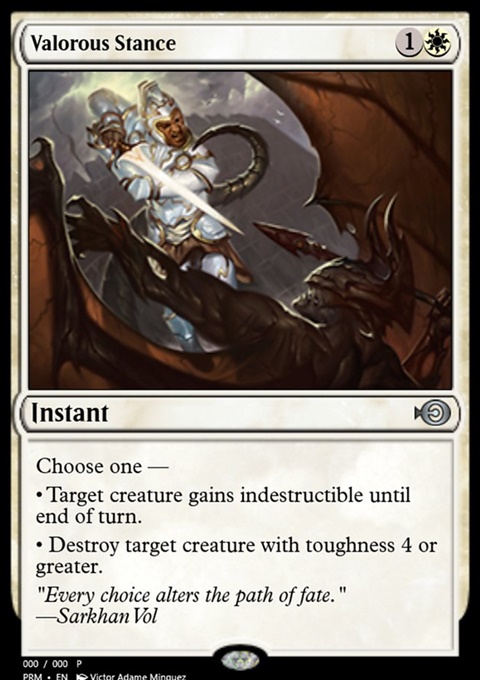 Valorous Stance 1
Instant
Choose one —
• Target creature gains indestructible until
end of turn.
• Destroy target creature with toughness 4 or
greater.
"Every choice alters the path of fate."
—Sarkhan Vol
000 / 000 P
PRM • EN Victor Adame Minguez